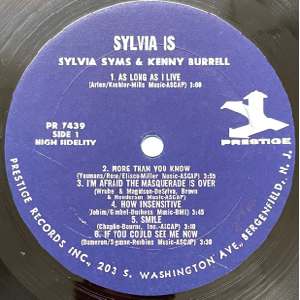 SYLVIA IS
SYLVIA SYMS & KENNY BURRELL
1. AS LONG AS I LIVE
(Arlen/Koehler-Mills Music-ASCAP) 3:00
PR 7439
SIDE 1
HIGH FIDELITY
PRESTIGE
2. MORE THAN YOU KNOW
(Youmans/Rose/Eliscu-Miller Music-ASCAP) 3:55
3. I'M AFRAID THE MASQUERADE IS OVER
(Wrubel & Magidson-DeSylva, Brown
& Henderson Music-ASCAP) 3:30
4. HOW INSENSITIVE
(Jobim/Gimbel-Duchess Music-BMI) 3:45
5. SMILE
(Chaplin-Bourne, Inc.-ASCAP) 3:00
6. IF YOU COULD SEE ME NOW
(Dameron/Sigman-Robbins Music-ASCAP) 3:30
PRESTIGE RECORDS INC., 203 S. WASHINGTON AVE., BERGENFIELD, N. J.